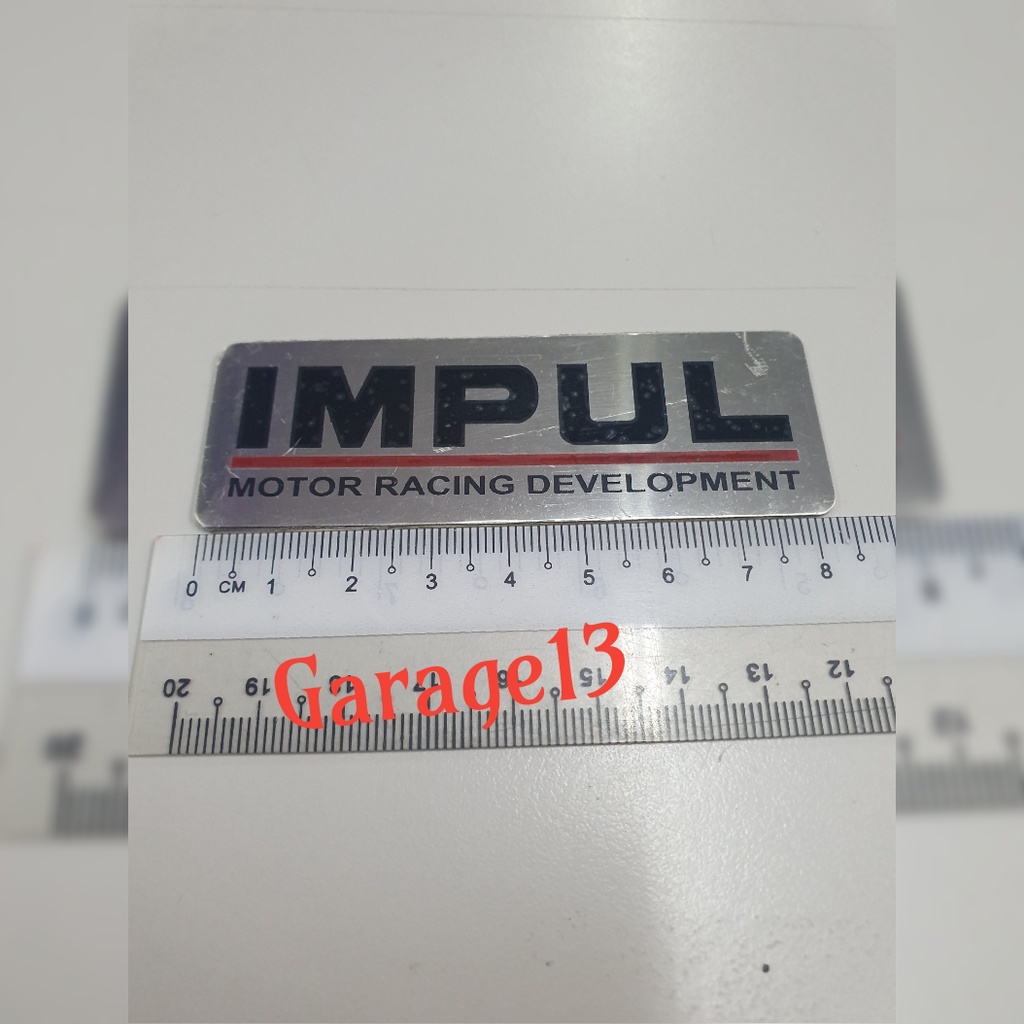 IMPUL
MOTOR RACING DEVELOPMENT
0 CM 1 2 3 4 5 6 7 8
Garage13
20 19 17 15 14 13 12